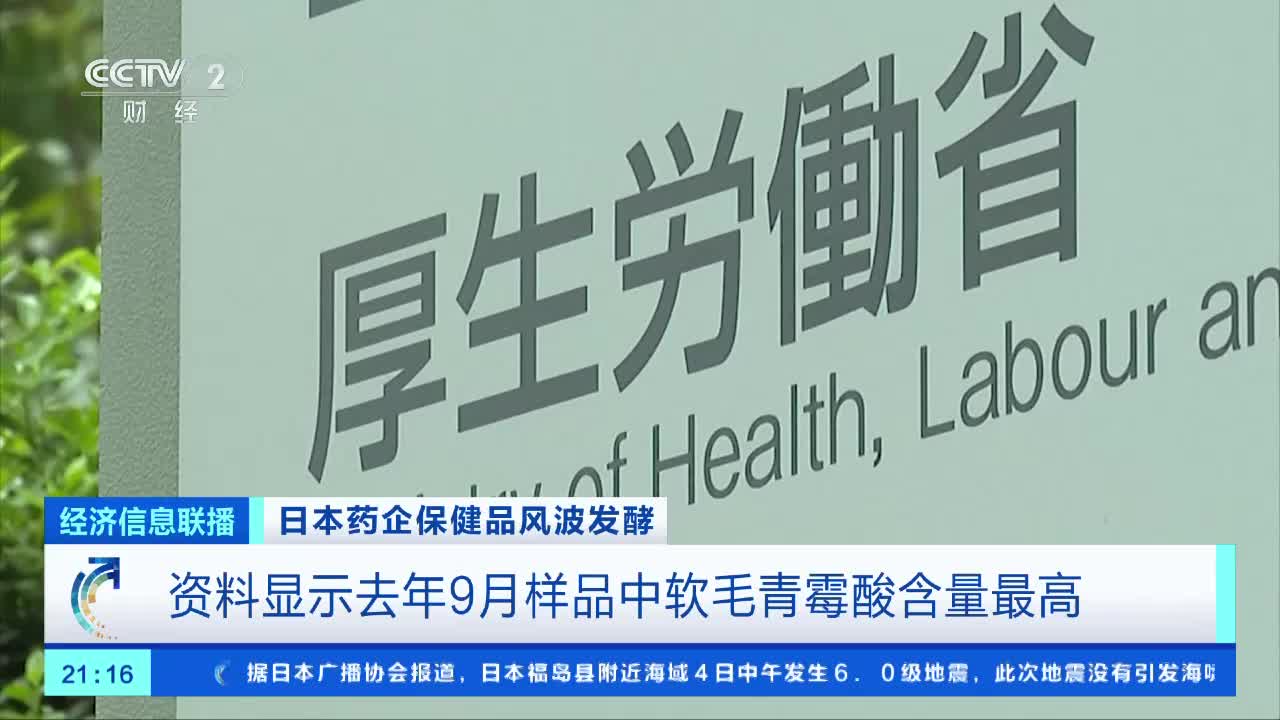 CCTV 2
财 经
厚生労働省
of Health, Labour an
经济信息联播
日本药企保健品风波发酵
资料显示去年9月样品中软毛青霉酸含量最高
21:16
据日本广播协会报道，日本福岛县附近海域4日中午发生6．0级地震，此次地震没有引发海